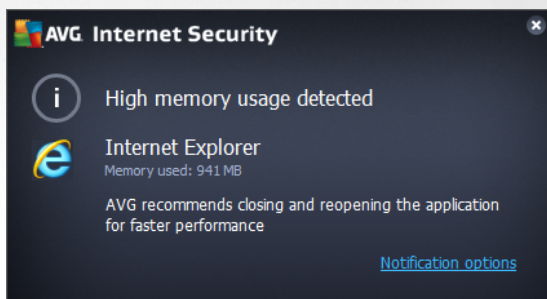 AVG. Internet Security
i
High memory usage detected
Internet Explorer
Memory used: 941 MB
AVG recommends closing and reopening the application
for faster performance
Notification options